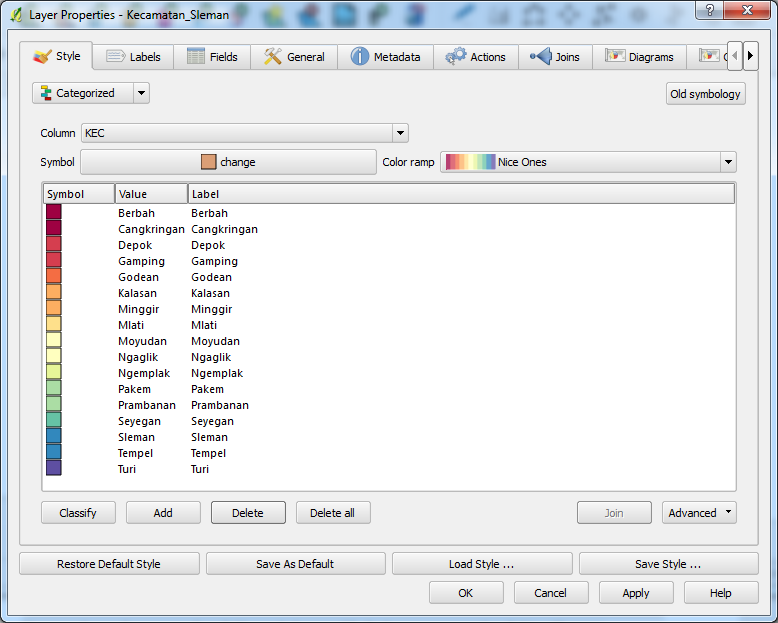 Layer Properties - Kecamatan_Sleman
Style Labels Fields General Metadata Actions Joins Diagrams
Categorized Old symbology
Column KEC
Symbol change Color ramp Nice Ones
Symbol Value Label
Berbah Berbah
Cangkringan Cangkringan
Depok Depok
Gamping Gamping
Godean Godean
Kalasan Kalasan
Minggir Minggir
Mlati Mlati
Moyudan Moyudan
Ngaglik Ngaglik
Ngemplak Ngemplak
Pakem Pakem
Prambanan Prambanan
Seyegan Seyegan
Sleman Sleman
Tempel Tempel
Turi Turi
Classify Add Delete Delete all Join Advanced
Restore Default Style Save As Default Load Style ... Save Style ...
OK Cancel Apply Help